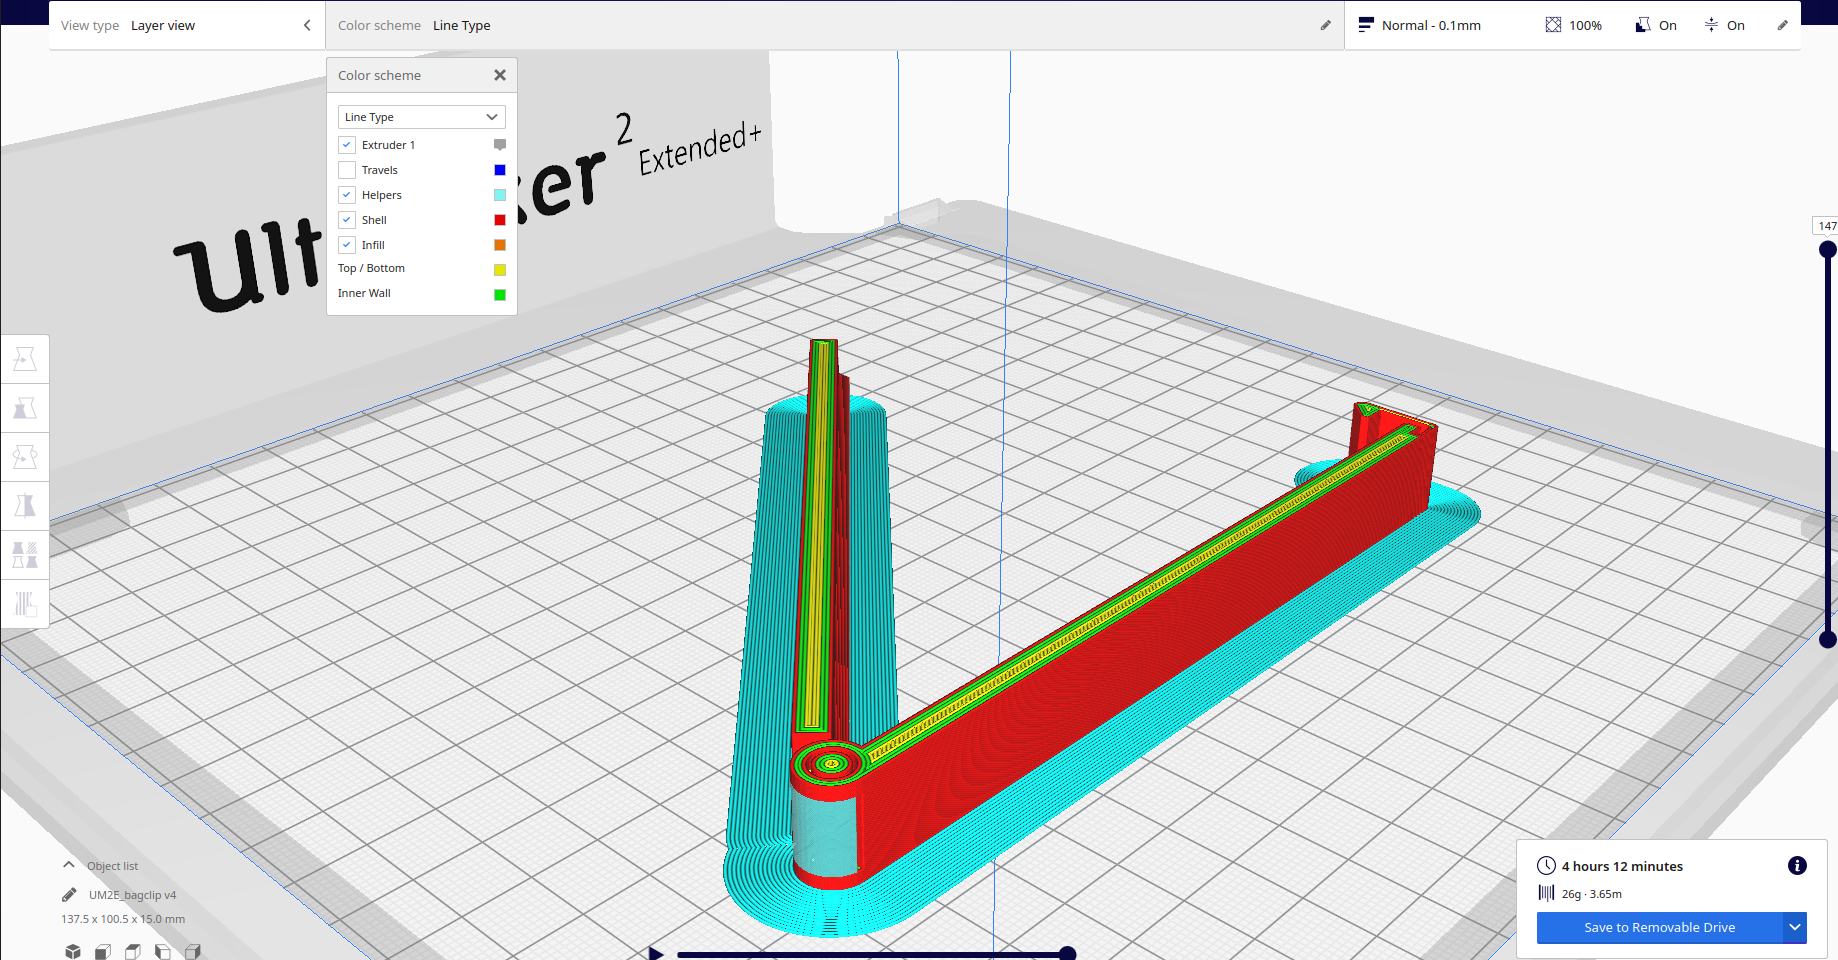 View type Layer view
Color scheme Line Type
Normal - 0.1mm
100%
On
On
Color scheme
Line Type
Extruder 1
Travels
Helpers
Shell
Infill
Top / Bottom
Inner Wall
Ult
ker 2
Extended+
147
Object list
UM2E_bagclip v4
137.5 x 100.5 x 15.0 mm
4 hours 12 minutes
26g · 3.65m
Save to Removable Drive